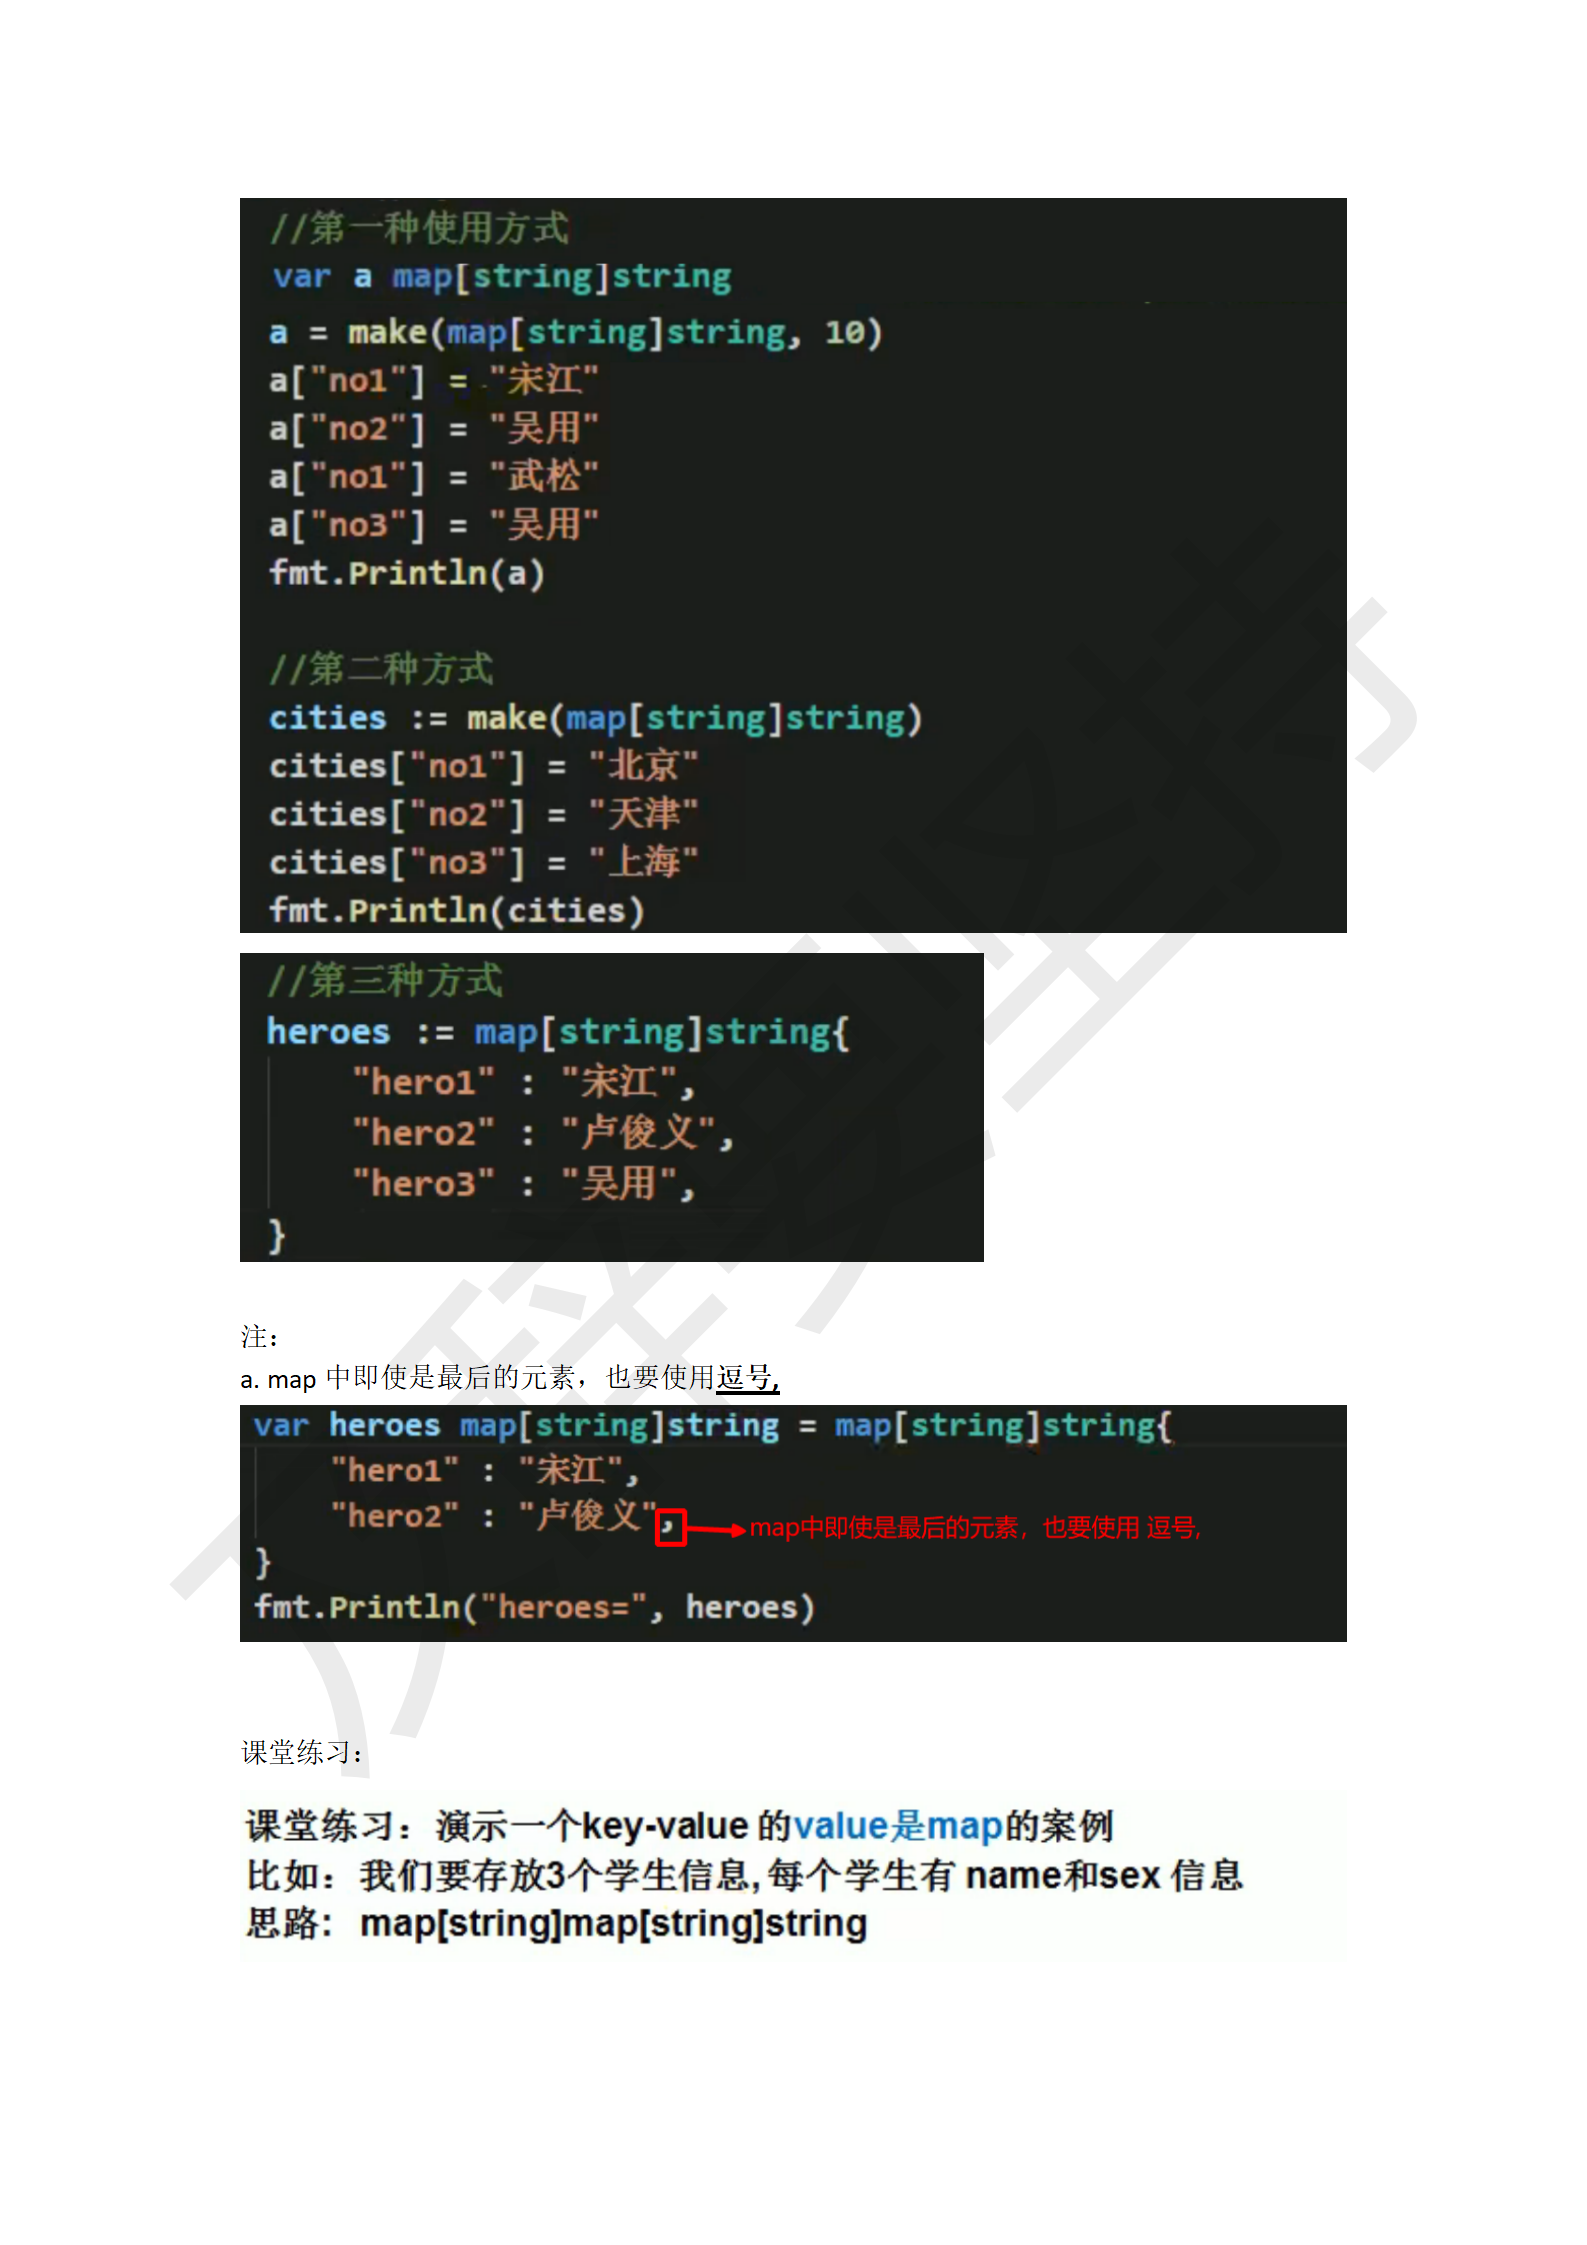 //第一种使用方式
var a map[string]string
a = make(map[string]string, 10)
a["no1"] = "宋江"
a["no2"] = "吴用"
a["no1"] = "武松"
a["no3"] = "吴用"
fmt.Println(a)
//第二种方式
cities := make(map[string]string)
cities["no1"] = "北京"
cities["no2"] = "天津"
cities["no3"] = "上海"
fmt.Println(cities)
//第三种方式
heroes := map[string]string{
"hero1" : "宋江",
"hero2" : "卢俊义",
"hero3" : "吴用",
}
注：
a. map 中即使是最后的元素，也要使用逗号,
var heroes map[string]string = map[string]string{
"hero1" : "宋江",
"hero2" : "卢俊义", map中即使是最后的元素，也要使用 逗号,
}
fmt.Println("heroes=", heroes)
课堂练习：
课堂练习：演示一个key-value 的value是map的案例
比如：我们要存放3个学生信息, 每个学生有 name和sex 信息
思路： map[string]map[string]string